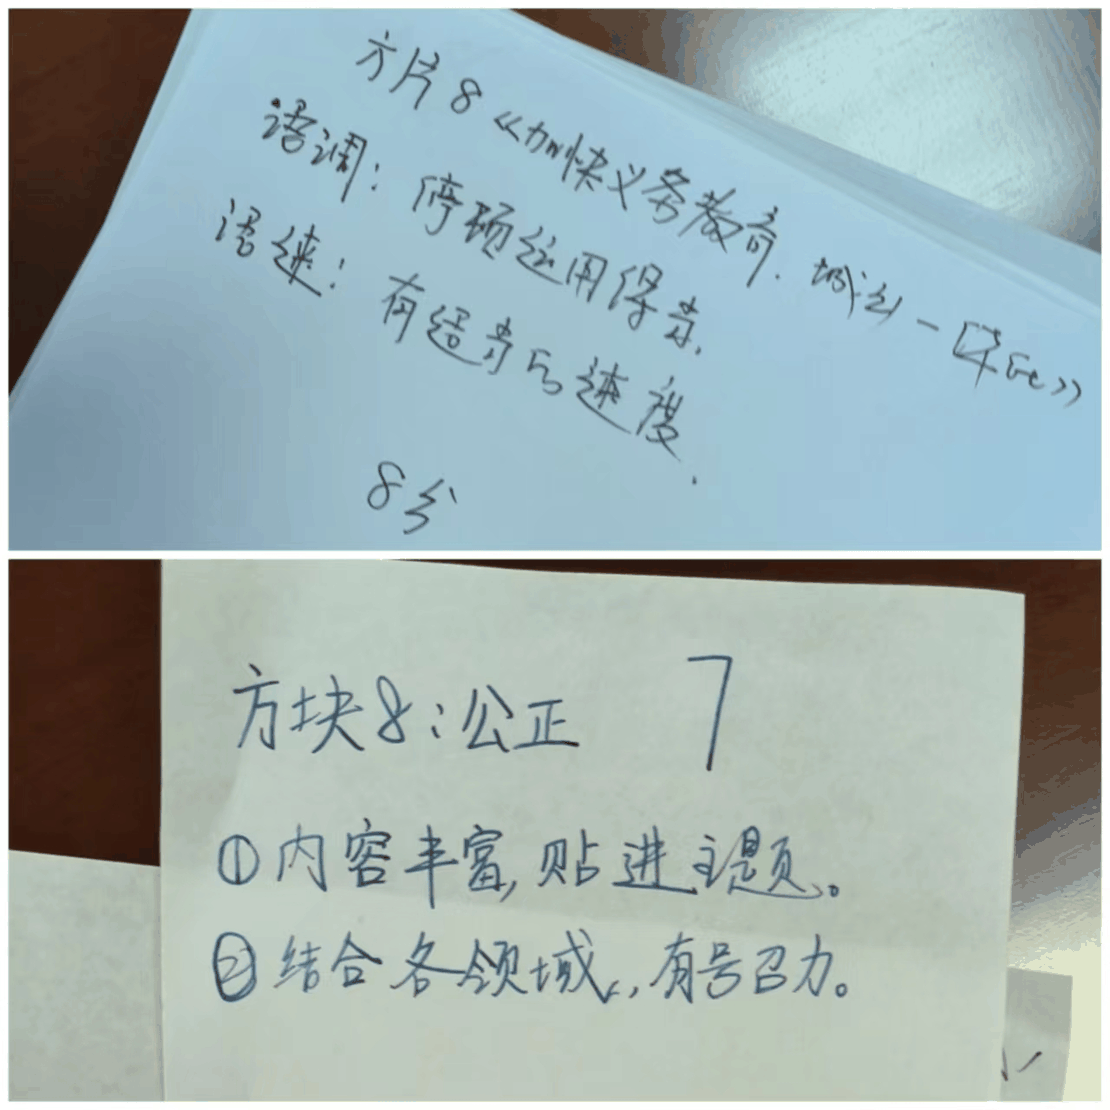 方片8《加快义务教育.城乡一体化》
语调:停顿运用得当.
语速:有适当的速度.
8分
方块8:公正 7
①内容丰富,贴进主题。
②结合各领域,有号召力。